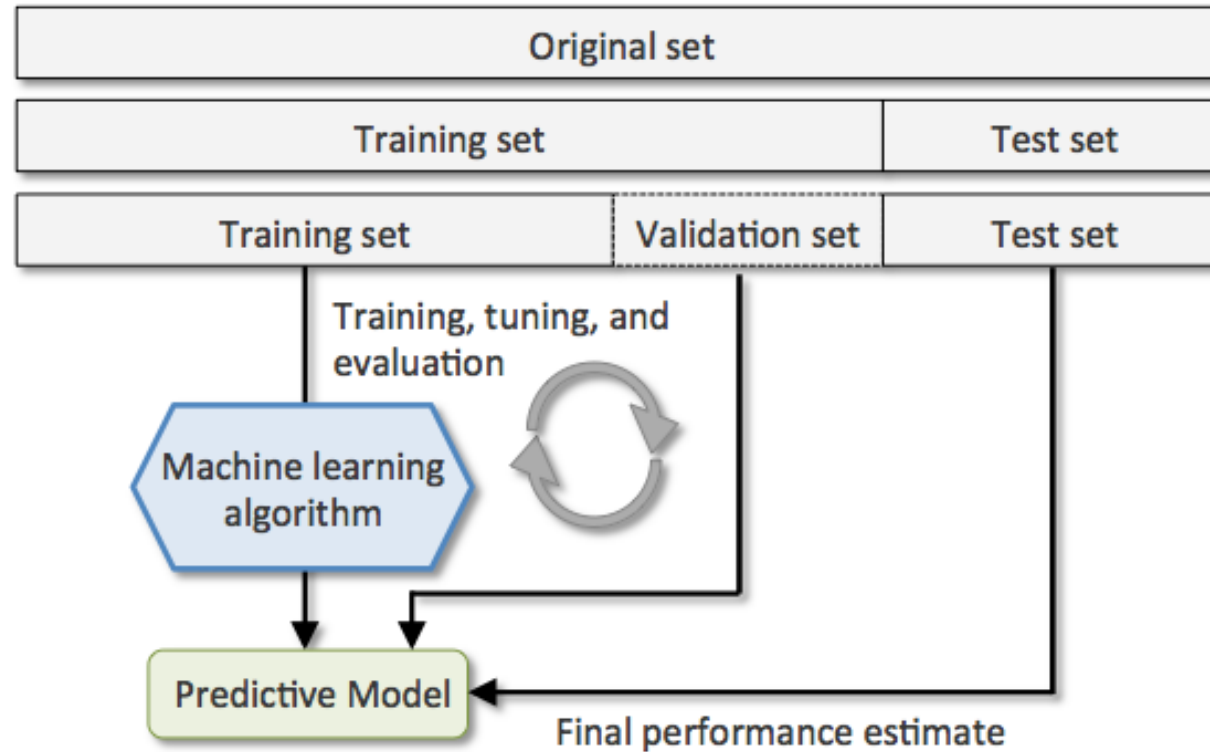 Original set
Training set
Test set
Training set
Validation set
Test set
Training, tuning, and
evaluation
Machine learning
algorithm
Predictive Model
Final performance estimate